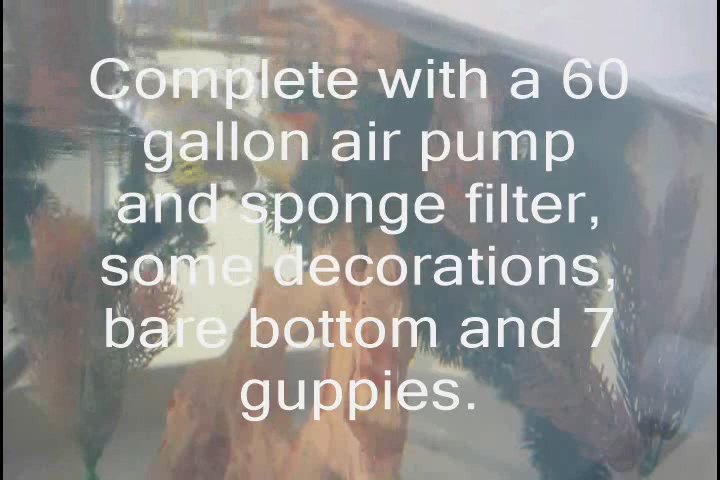 Complete with a 60
gallon air pump
and sponge filter,
some decorations,
bare bottom and 7
guppies.